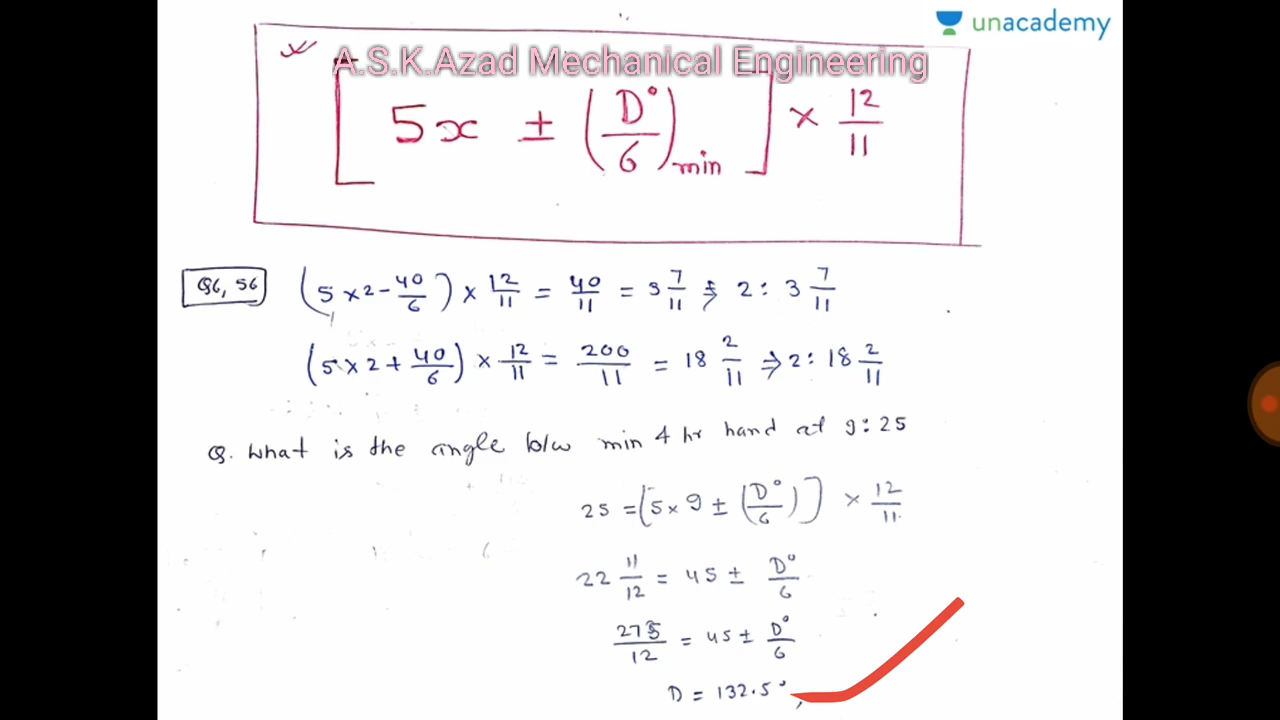 unacademy
A.S.K.Azad Mechanical Engineering
[ 5x ± (D°/6)min ] × 12/11
Q6, 56
(5 × 2 - 40/6) × 12/11 = 40/11 = 3 7/11 ⇒ 2 : 3 7/11
(5 × 2 + 40/6) × 12/11 = 200/11 = 18 2/11 ⇒ 2 : 18 2/11
Q. What is the angle b/w min 4 hr hand at 9:25
25 = [5 × 9 ± (D°/6)] × 12/11
22 11/12 = 45 ± D°/6
275/12 = 45 ± D°/6
D = 132.5°